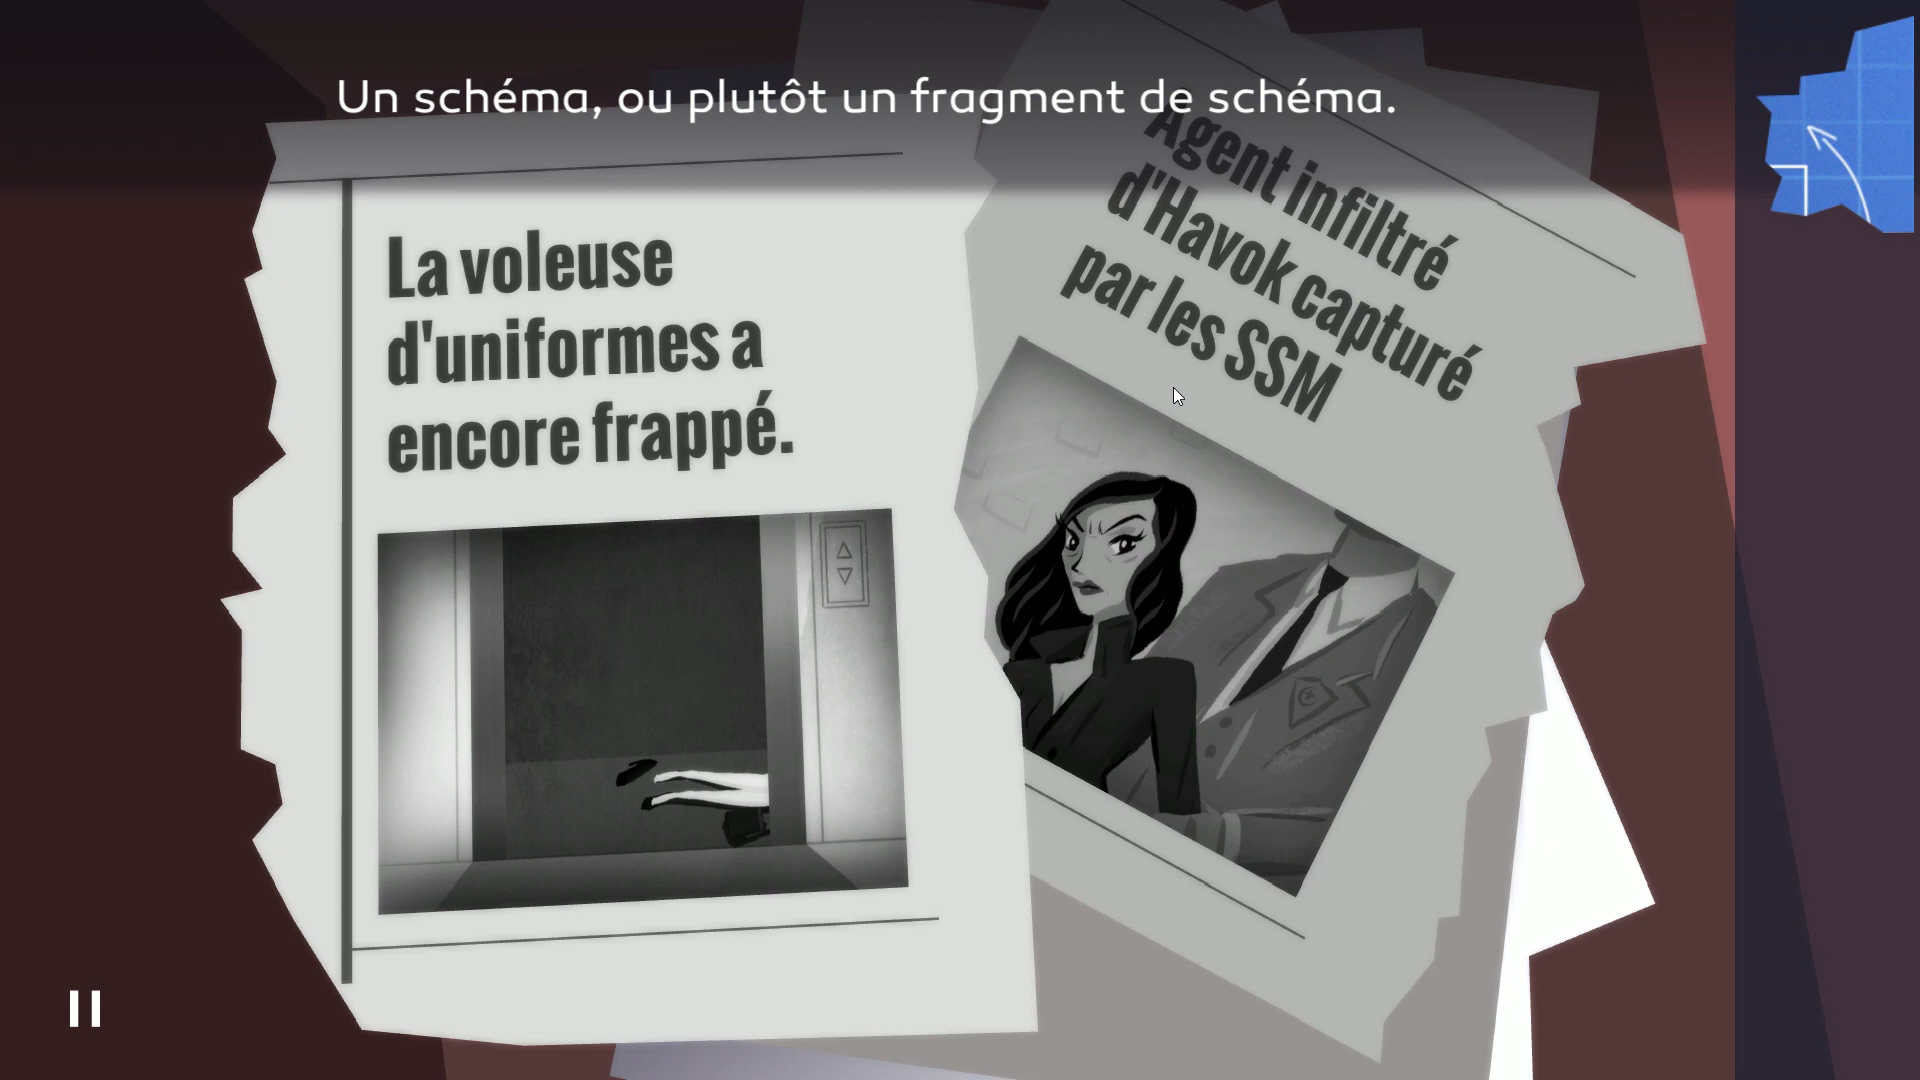 Un schéma, ou plutôt un fragment de schéma.
La voleuse
d'uniformes a
encore frappé.
Agent infiltré
d'Havok capturé
par les SSM